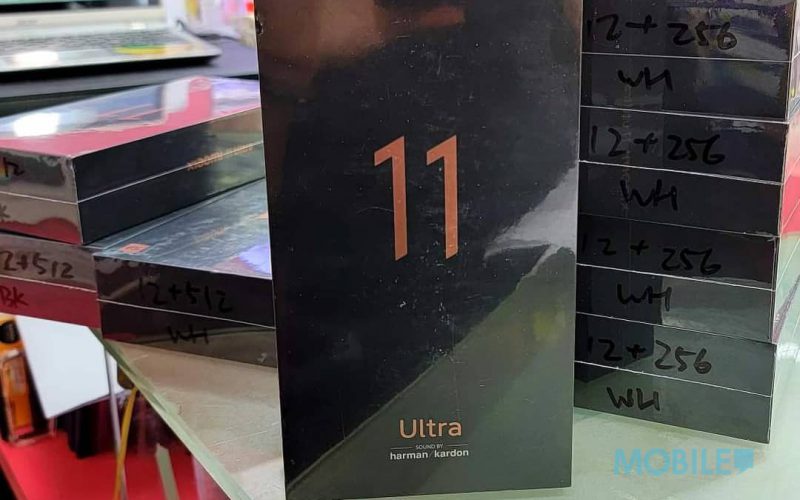 11
Ultra
SOUND BY
harman/kardon
12+256
WH
12+256
WH
12+256
WH
12+256
WH
2+512
BK
12+512
WH
MOBILE